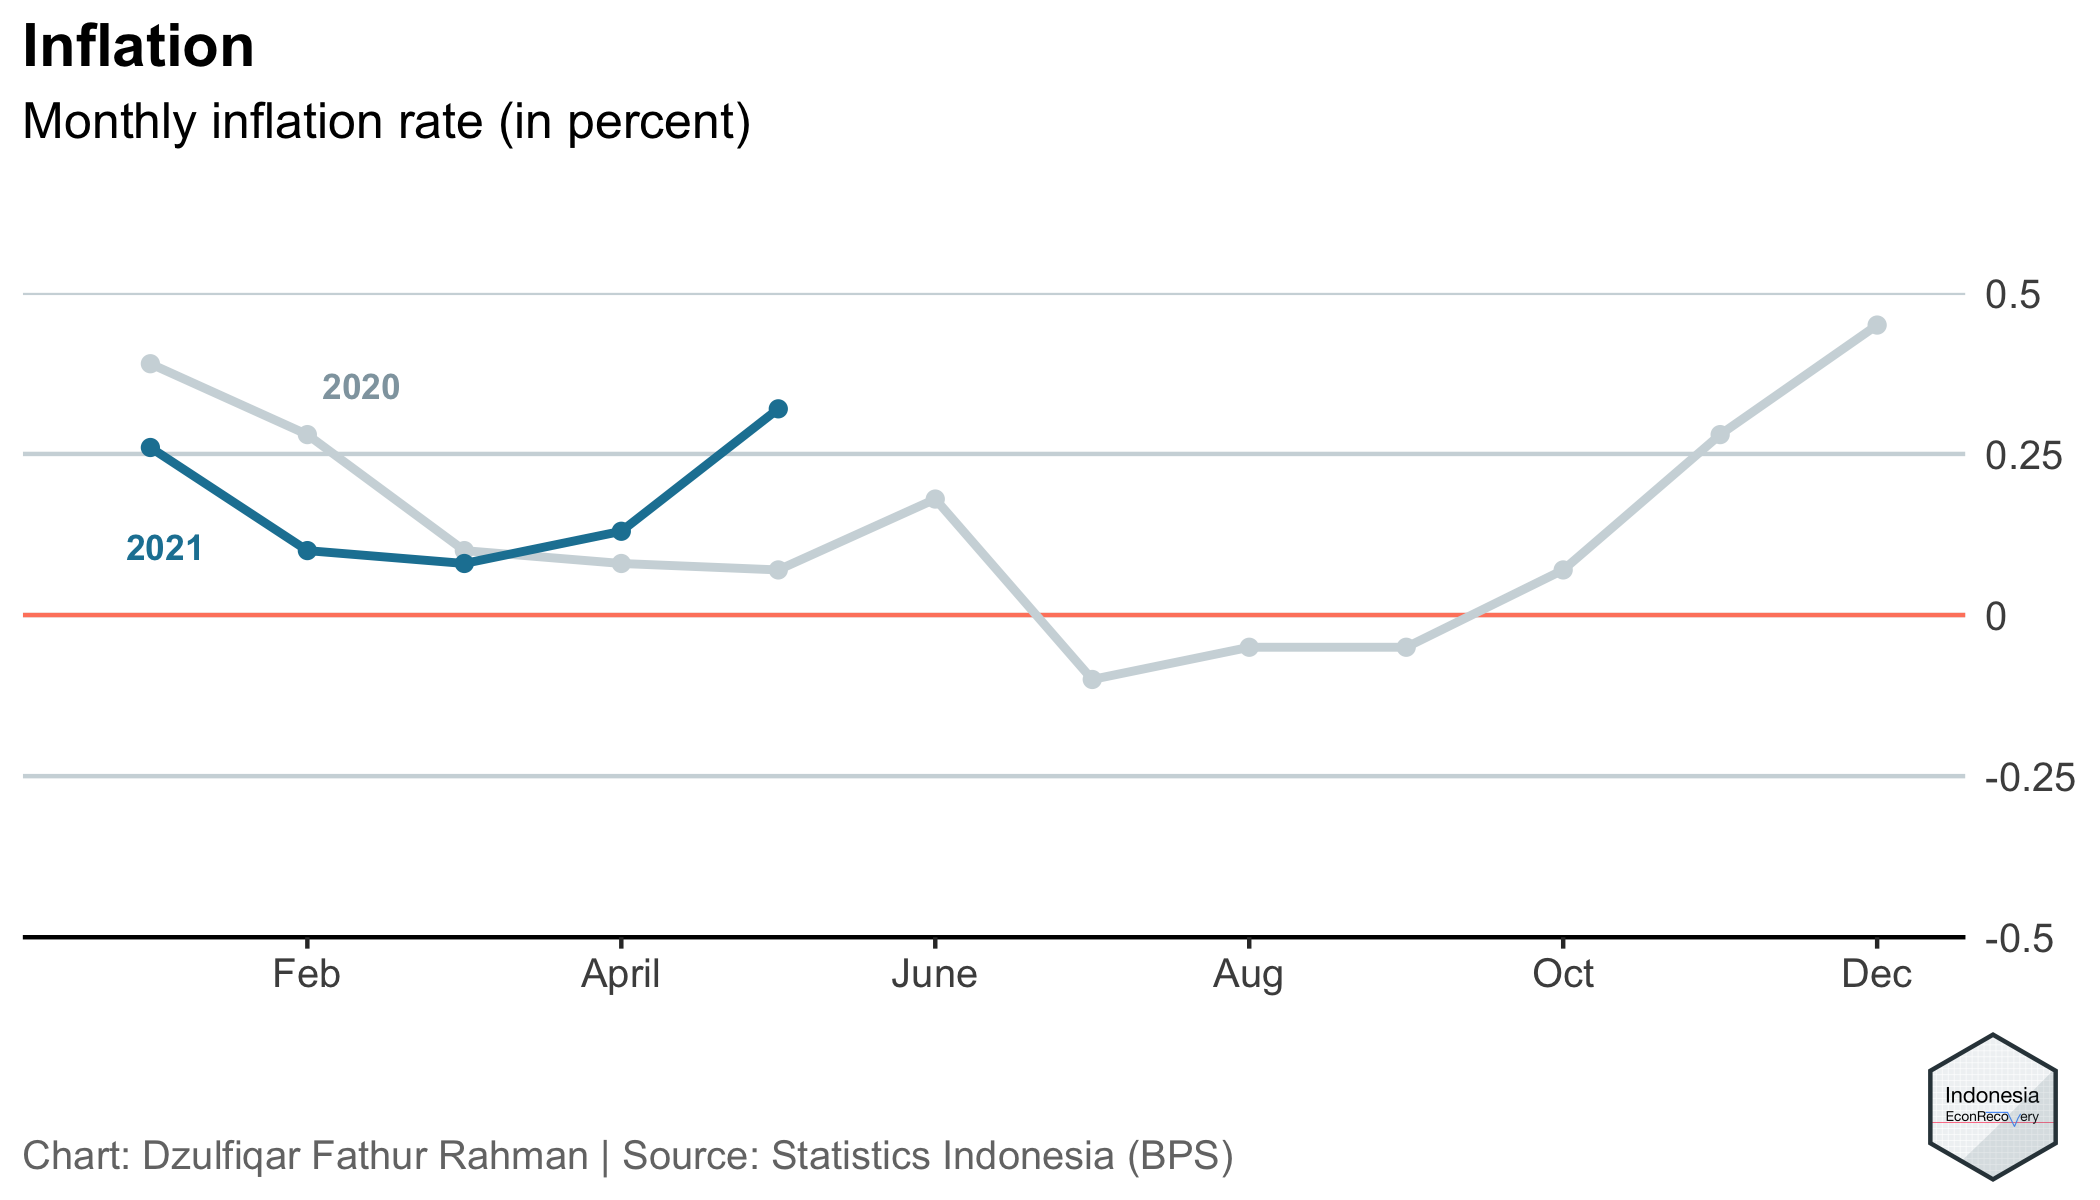 Inflation
Monthly inflation rate (in percent)
0.5
2020
0.25
2021
0
-0.25
-0.5
Feb April June Aug Oct Dec
Indonesia
EconRecovery
Chart: Dzulfiqar Fathur Rahman | Source: Statistics Indonesia (BPS)